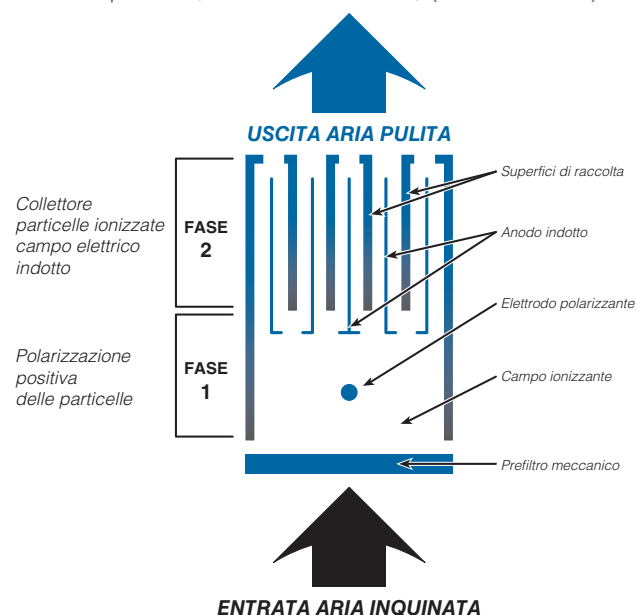 USCITA ARIA PULITA
Collettore
particelle ionizzate
campo elettrico
indotto
FASE
2
Superfici di raccolta
Anodo indotto
Elettrodo polarizzante
Polarizzazione
positiva
delle particelle
FASE
1
Campo ionizzante
Prefiltro meccanico
ENTRATA ARIA INQUINATA